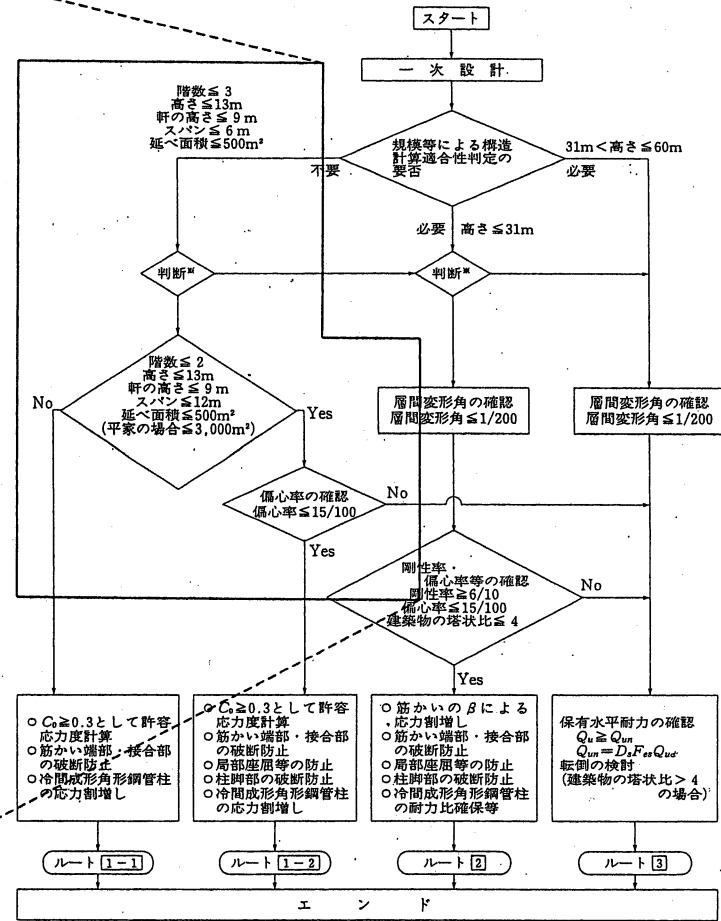 スタート
一次設計
階数≦3
高さ≦13m
軒の高さ≦9m
スパン≦6m
延べ面積≦500m²
規模等による構造
計算適合性判定の
要否
不要
31m<高さ≦60m
必要
必要 高さ≦31m
判断※
判断※
階数≦2
高さ≦13m
軒の高さ≦9m
スパン≦12m
延べ面積≦500m²
(平家の場合≦3,000m²)
No
Yes
層間変形角の確認
層間変形角≦1/200
層間変形角の確認
層間変形角≦1/200
偏心率の確認
偏心率≦15/100
No
Yes
剛性率・
偏心率等の確認
剛性率≧6/10
偏心率≦15/100
建築物の塔状比≦4
No
Yes
○C₀≧0.3として許容
応力度計算
○筋かい端部・接合部
の破断防止
○冷間成形角形鋼管柱
の応力割増し
○C₀≧0.3として許容
応力度計算
○筋かい端部・接合部
の破断防止
○局部座屈等の防止
○柱脚部の破断防止
○冷間成形角形鋼管柱
の応力割増し
○筋かいのβによる
応力割増し
○筋かい端部・接合部
の破断防止
○局部座屈等の防止
○柱脚部の破断防止
○冷間成形角形鋼管柱
の耐力比確保等
保有水平耐力の確認
Qu≧Qun
Qun=DsFesQud
転倒の検討
(建築物の塔状比>4
の場合)
ルート 1-1
ルート 1-2
ルート 2
ルート 3
エンド